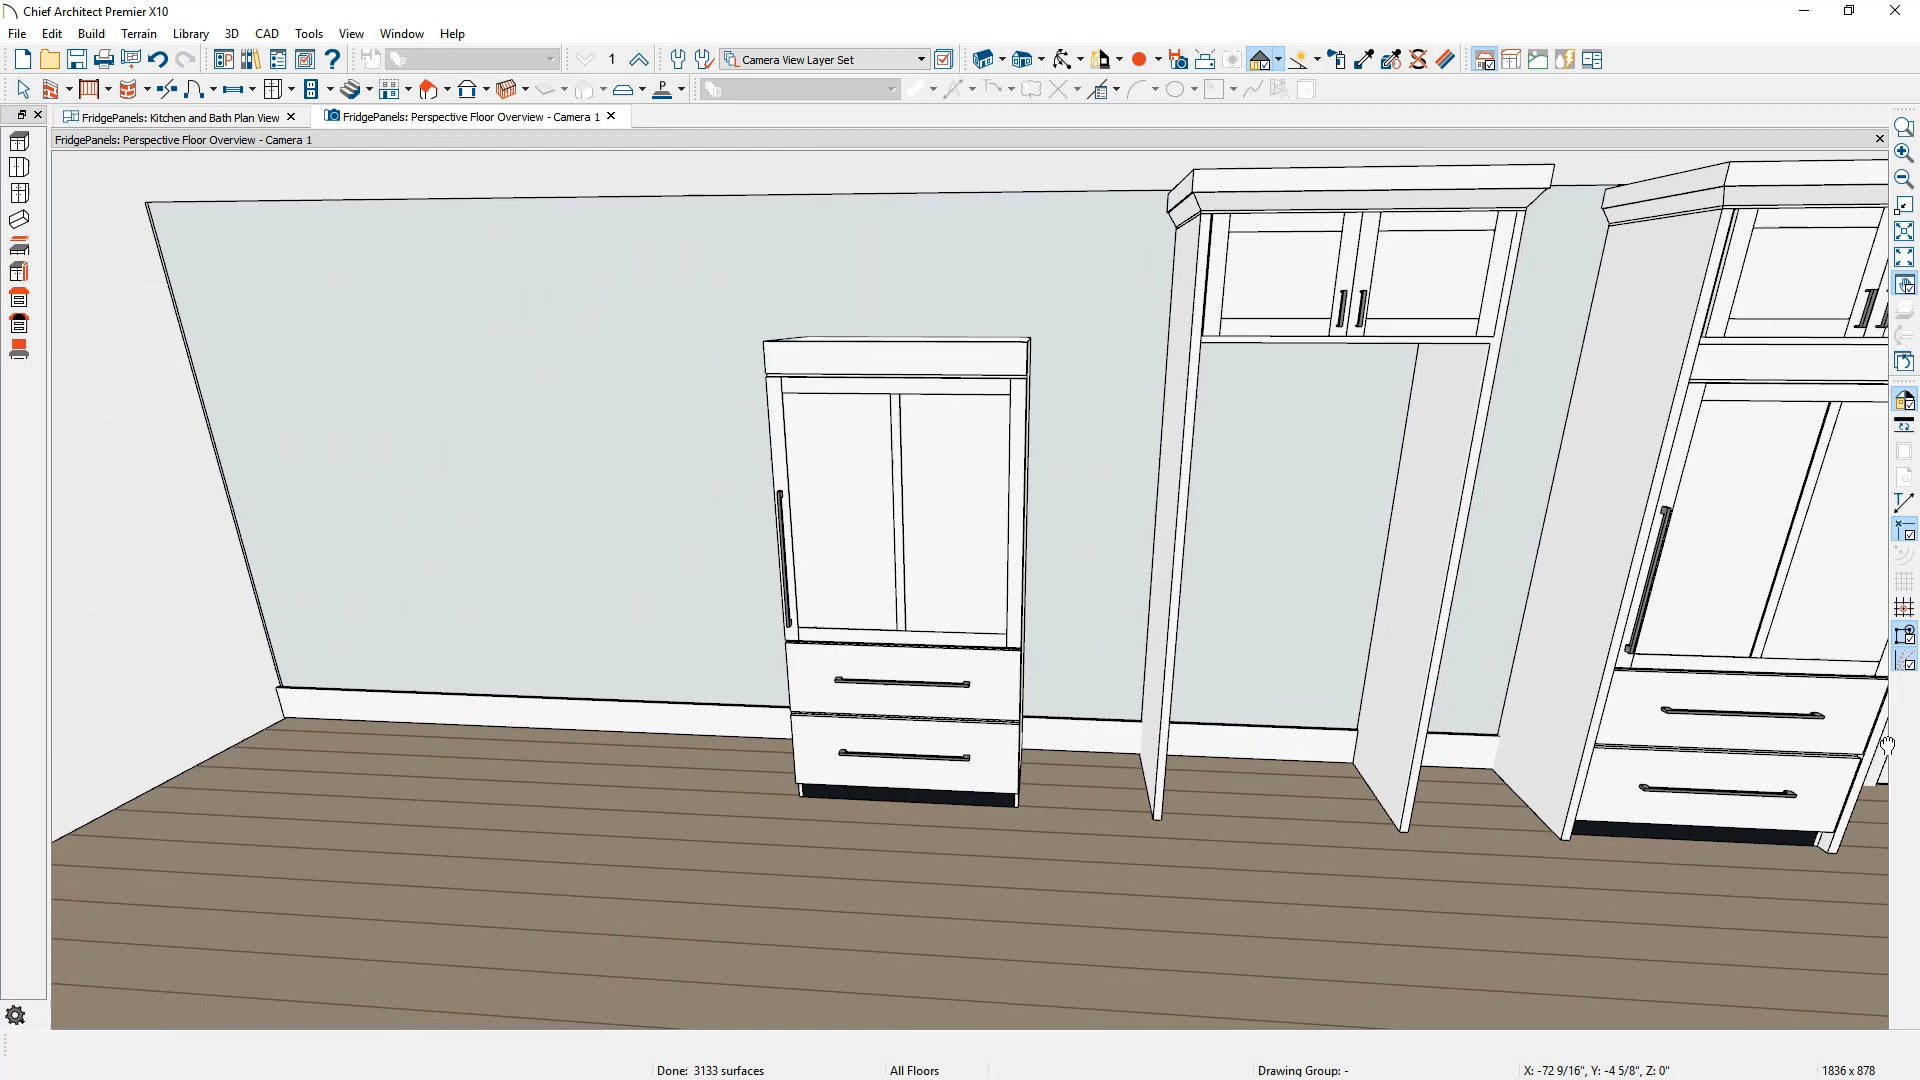 Chief Architect Premier X10
File Edit Build Terrain Library 3D CAD Tools View Window Help
1 Camera View Layer Set
FridgePanels: Kitchen and Bath Plan View FridgePanels: Perspective Floor Overview - Camera 1
FridgePanels: Perspective Floor Overview - Camera 1
Done: 3133 surfaces All Floors Drawing Group: - X: -72 9/16", Y: -4 5/8", Z: 0" 1836 x 878